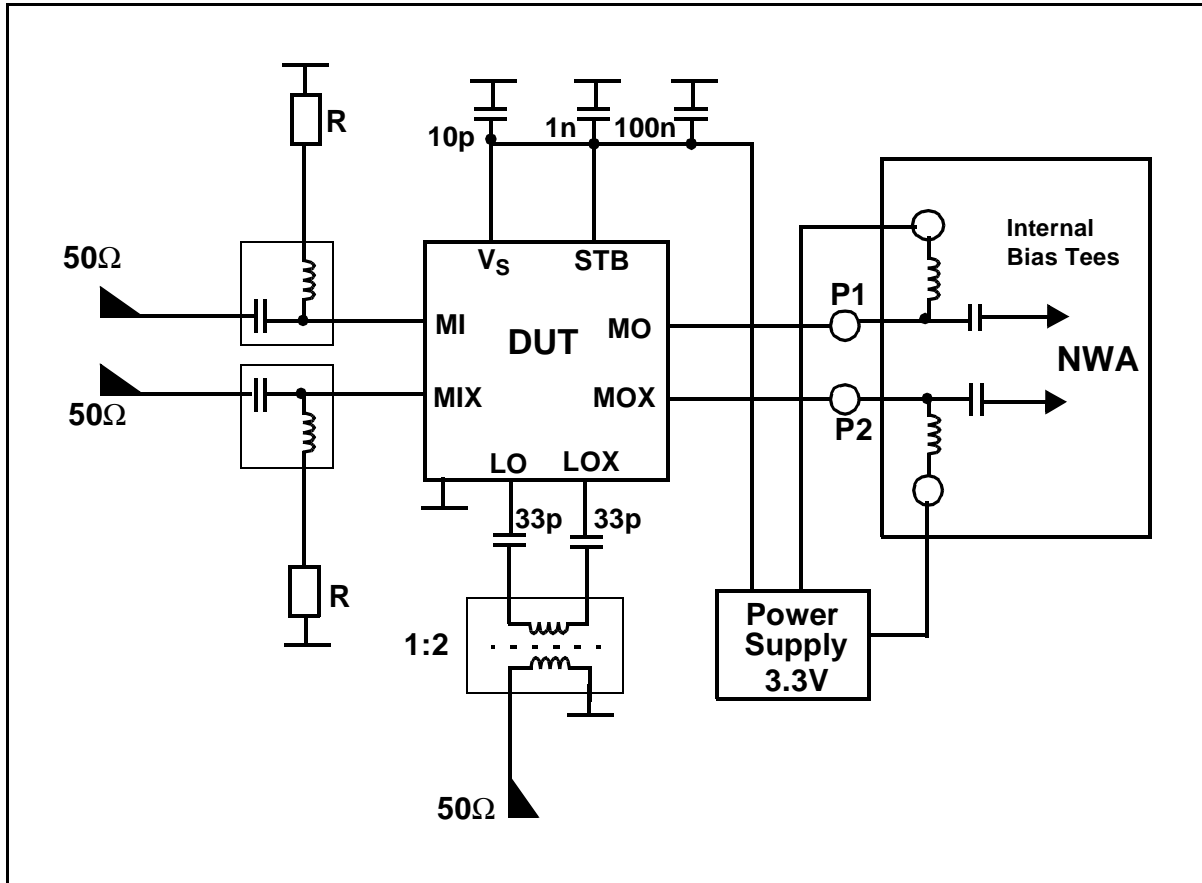 R
10p
1n
100n
50Ω
50Ω
VS
STB
MI
MIX
DUT
MO
MOX
LO
LOX
P1
P2
Internal
Bias Tees
NWA
33p
33p
R
1:2
50Ω
Power
Supply
3.3V